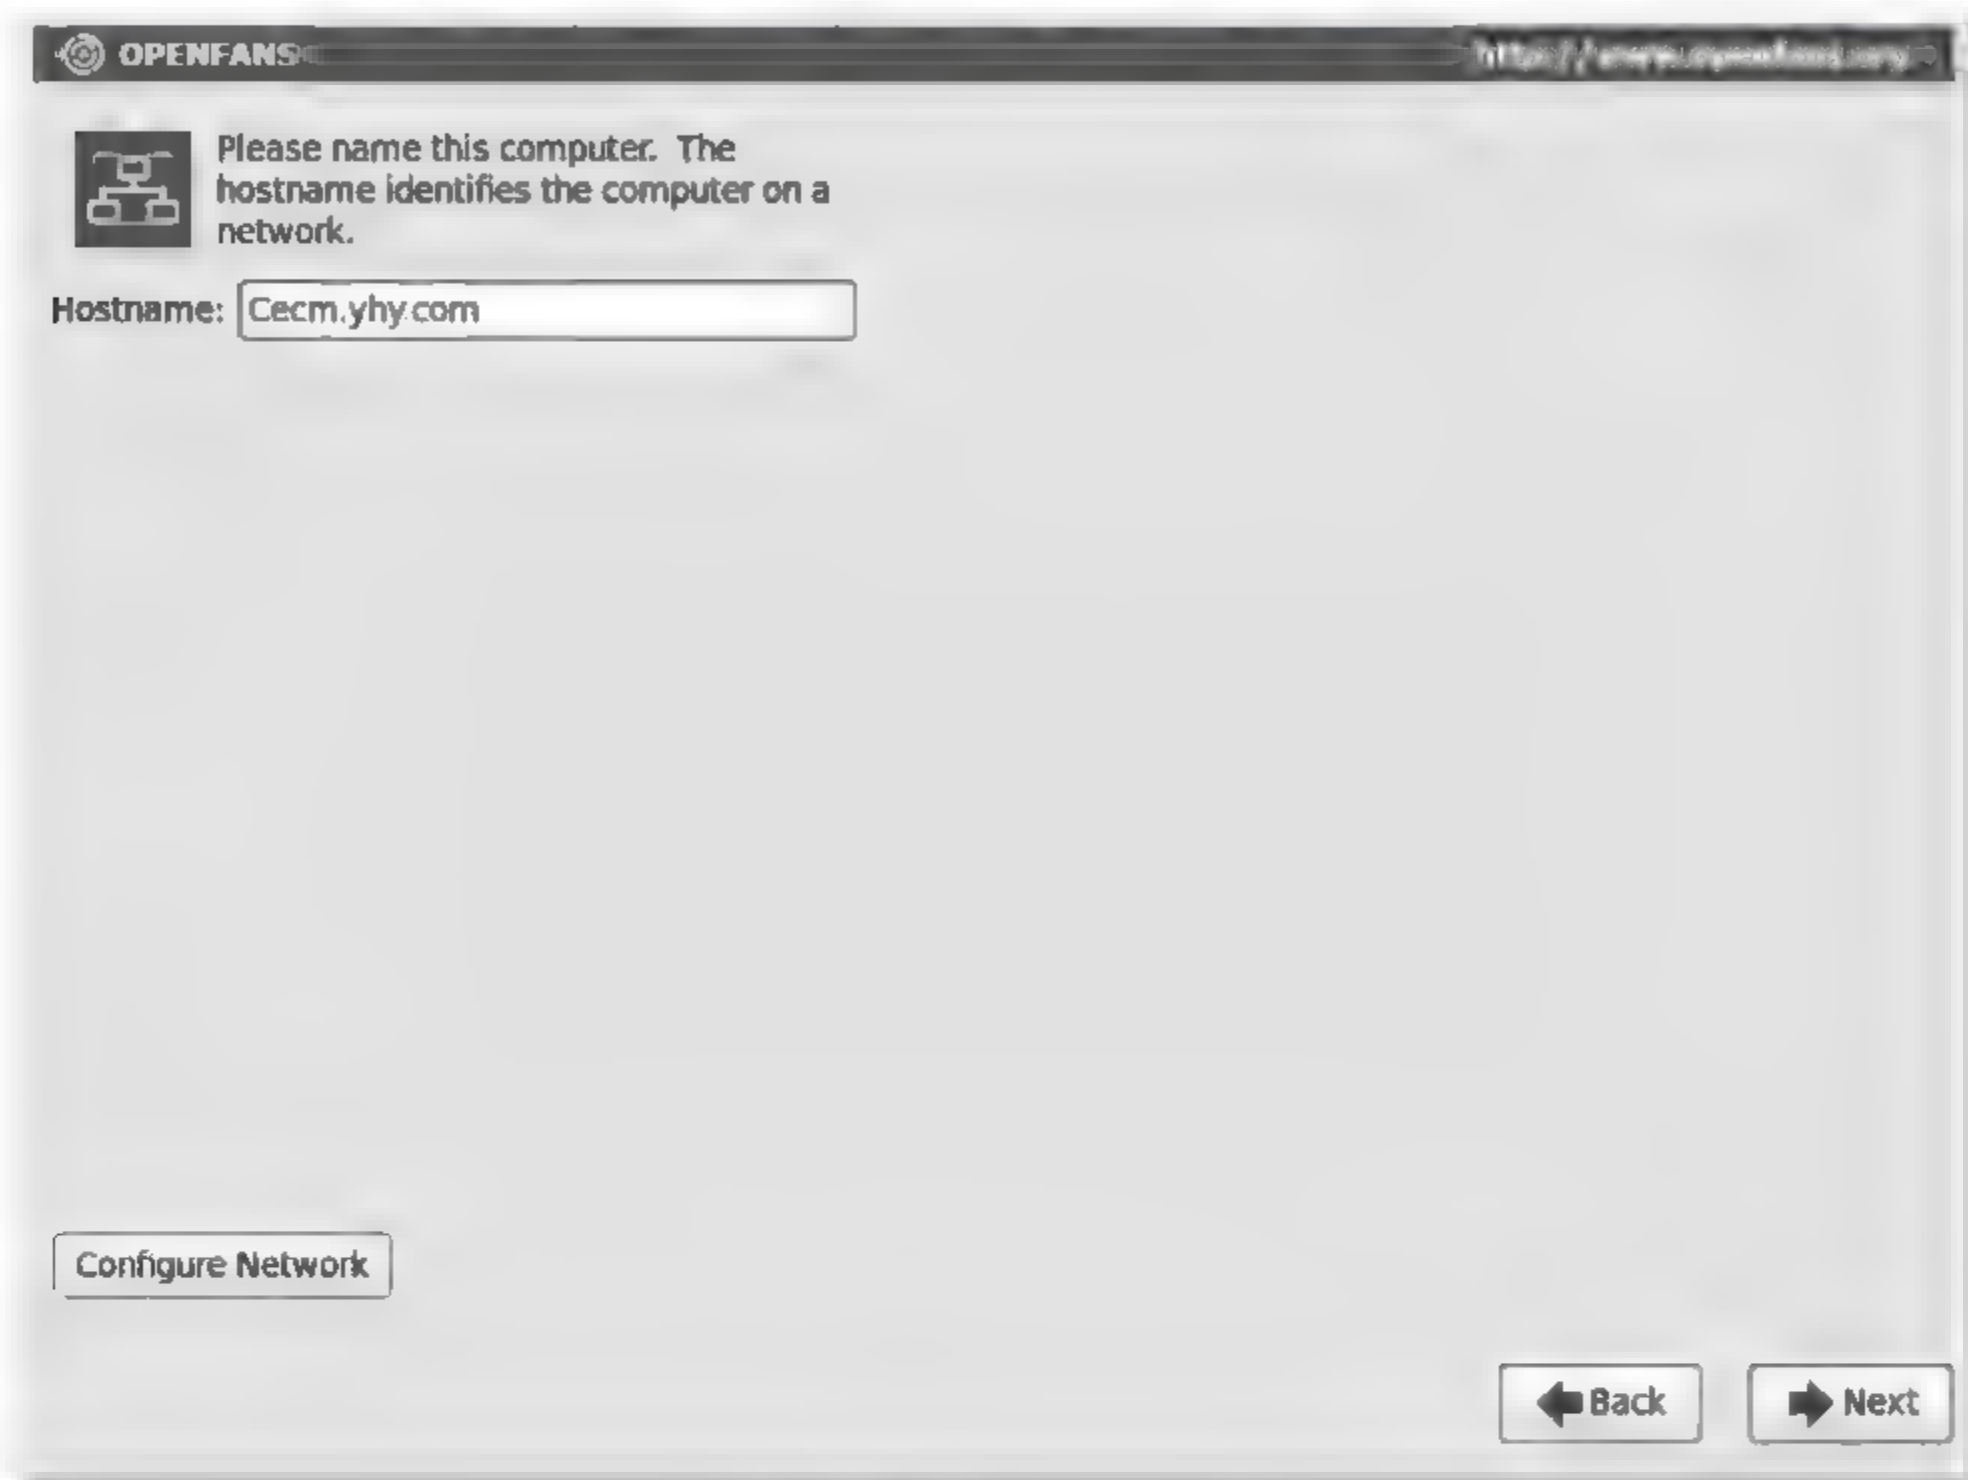 OPENFANS
Please name this computer. The
hostname identifies the computer on a
network.
Hostname: Cecm.yhy.com
Configure Network
Back
Next